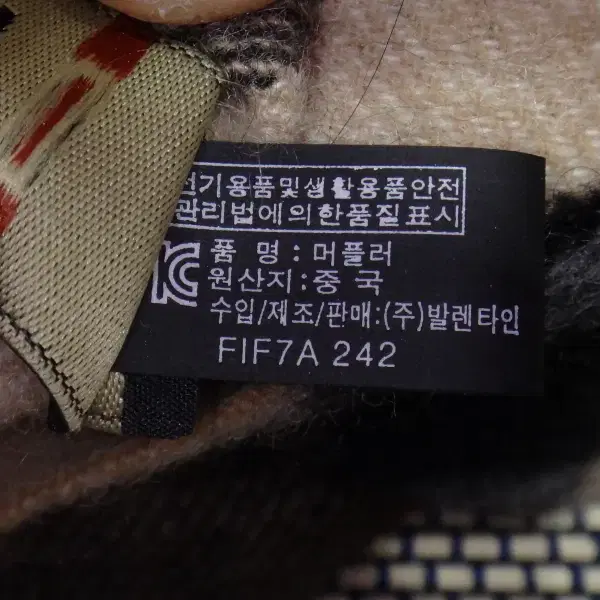 전기용품및생활용품안전
관리법에의한품질표시
품 명 : 머플러
원산지 : 중 국
수입/제조/판매:(주)발렌타인
FIF7A 242